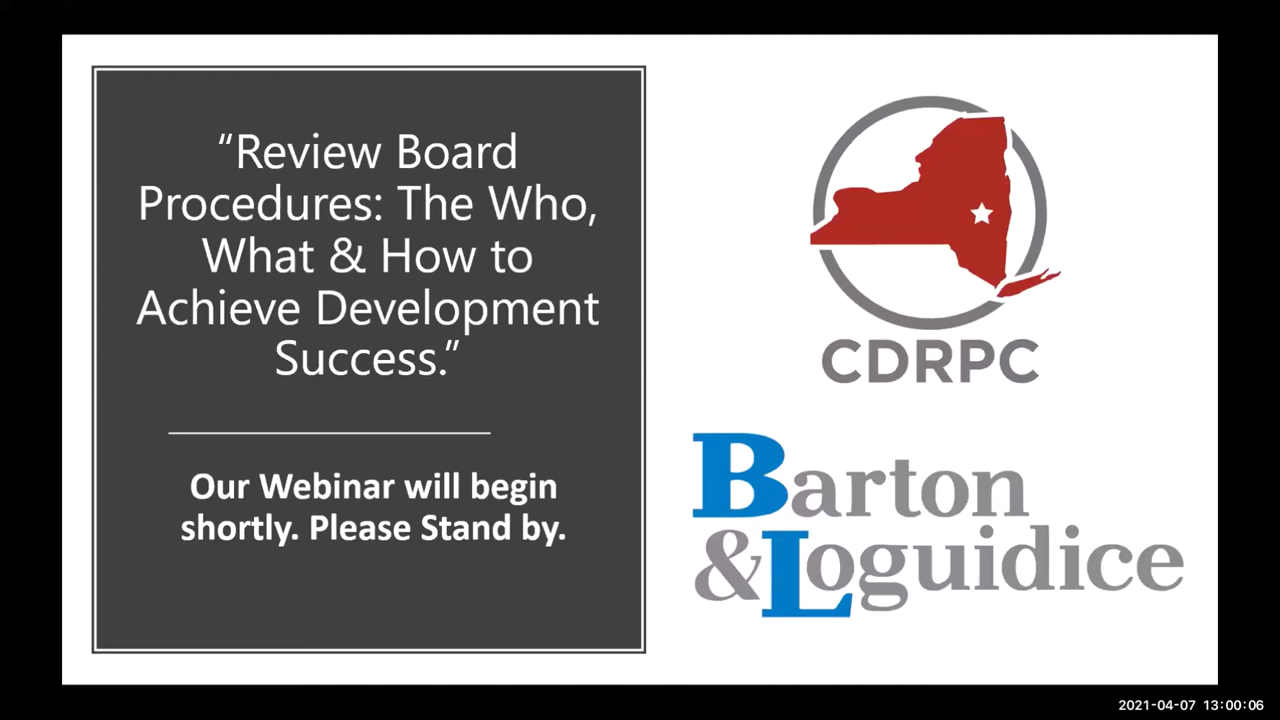 “Review Board
Procedures: The Who,
What & How to
Achieve Development
Success.”
Our Webinar will begin
shortly. Please Stand by.
CDRPC
Barton
& Loguidice
2021-04-07 13:00:06